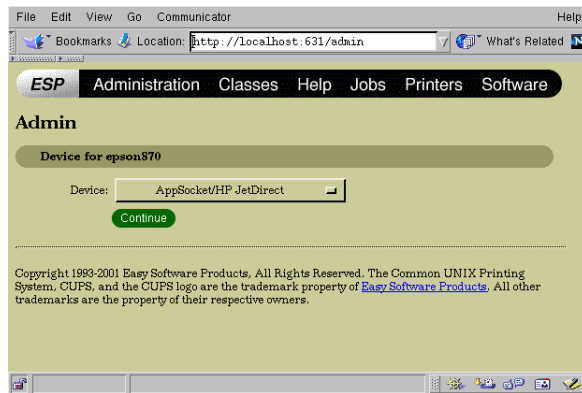 File Edit View Go Communicator Help
Bookmarks Location: http://localhost:631/admin What's Related N
ESP Administration Classes Help Jobs Printers Software
Admin
Device for epson870
Device: AppSocket/HP JetDirect
Continue
Copyright 1993-2001 Easy Software Products, All Rights Reserved. The Common UNIX Printing
System, CUPS, and the CUPS logo are the trademark property of Easy Software Products. All other
trademarks are the property of their respective owners.